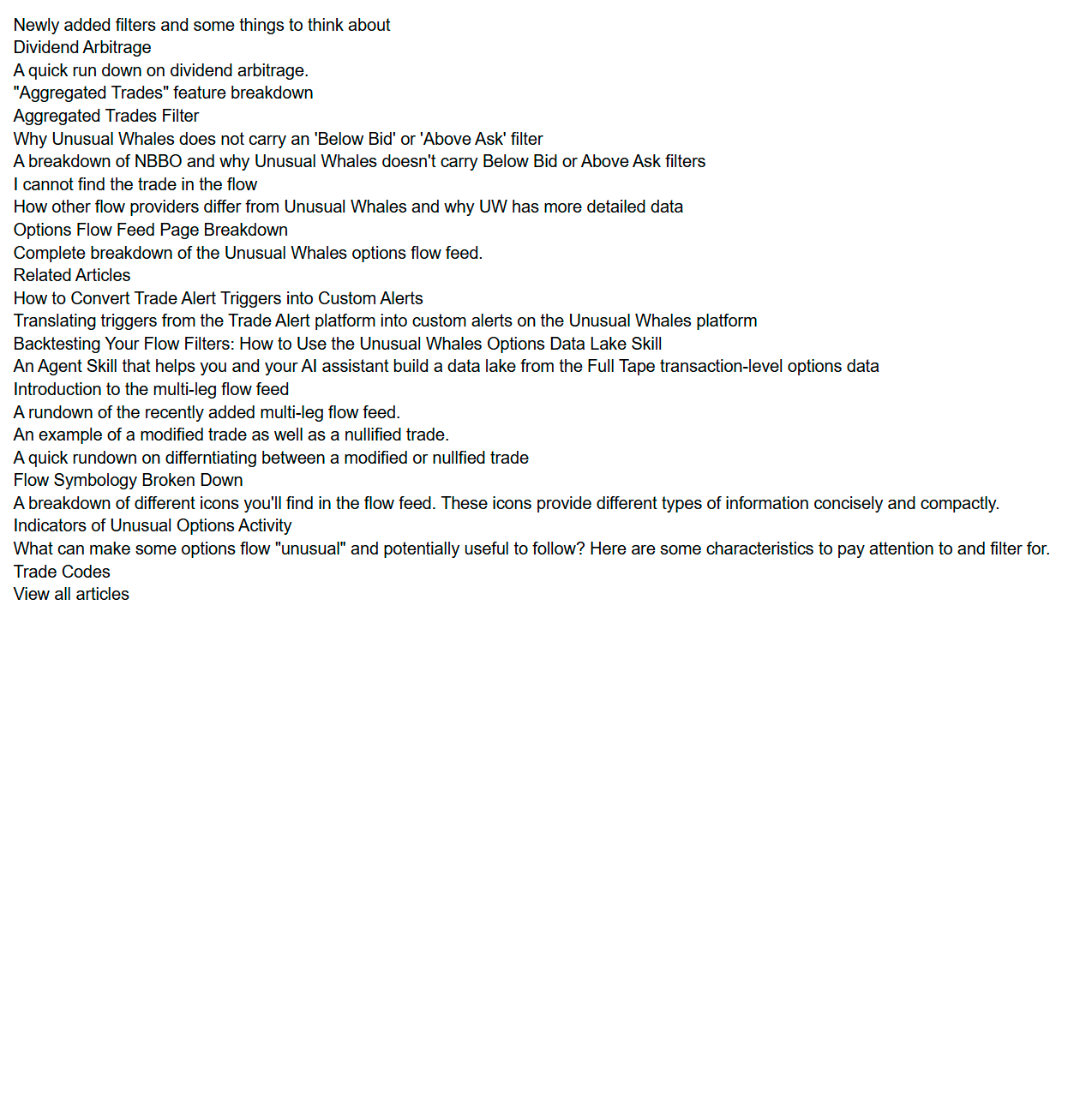 Newly added filters and some things to think about
Dividend Arbitrage
A quick run down on dividend arbitrage.
"Aggregated Trades" feature breakdown
Aggregated Trades Filter
Why Unusual Whales does not carry an 'Below Bid' or 'Above Ask' filter
A breakdown of NBBO and why Unusual Whales doesn't carry Below Bid or Above Ask filters
I cannot find the trade in the flow
How other flow providers differ from Unusual Whales and why UW has more detailed data
Options Flow Feed Page Breakdown
Complete breakdown of the Unusual Whales options flow feed.
Related Articles
How to Convert Trade Alert Triggers into Custom Alerts
Translating triggers from the Trade Alert platform into custom alerts on the Unusual Whales platform
Backtesting Your Flow Filters: How to Use the Unusual Whales Options Data Lake Skill
An Agent Skill that helps you and your AI assistant build a data lake from the Full Tape transaction-level options data
Introduction to the multi-leg flow feed
A rundown of the recently added multi-leg flow feed.
An example of a modified trade as well as a nullified trade.
A quick rundown on differntiating between a modified or nullfied trade
Flow Symbology Broken Down
A breakdown of different icons you'll find in the flow feed. These icons provide different types of information concisely and compactly.
Indicators of Unusual Options Activity
What can make some options flow "unusual" and potentially useful to follow? Here are some characteristics to pay attention to and filter for.
Trade Codes
View all articles